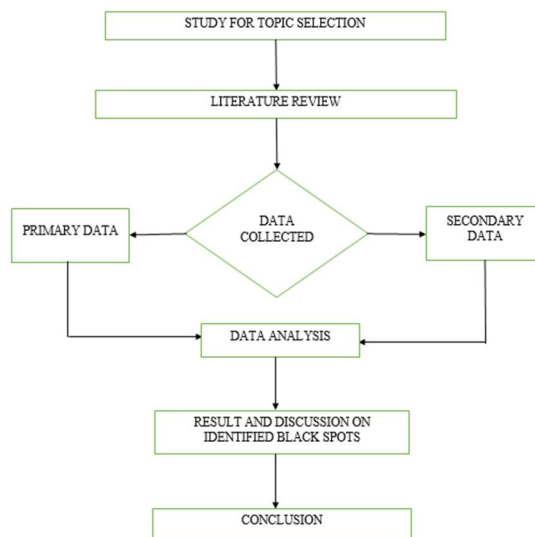 STUDY FOR TOPIC SELECTION
LITERATURE REVIEW
DATA
COLLECTED
PRIMARY DATA
SECONDARY
DATA
DATA ANALYSIS
RESULT AND DISCUSSION ON
IDENTIFIED BLACK SPOTS
CONCLUSION